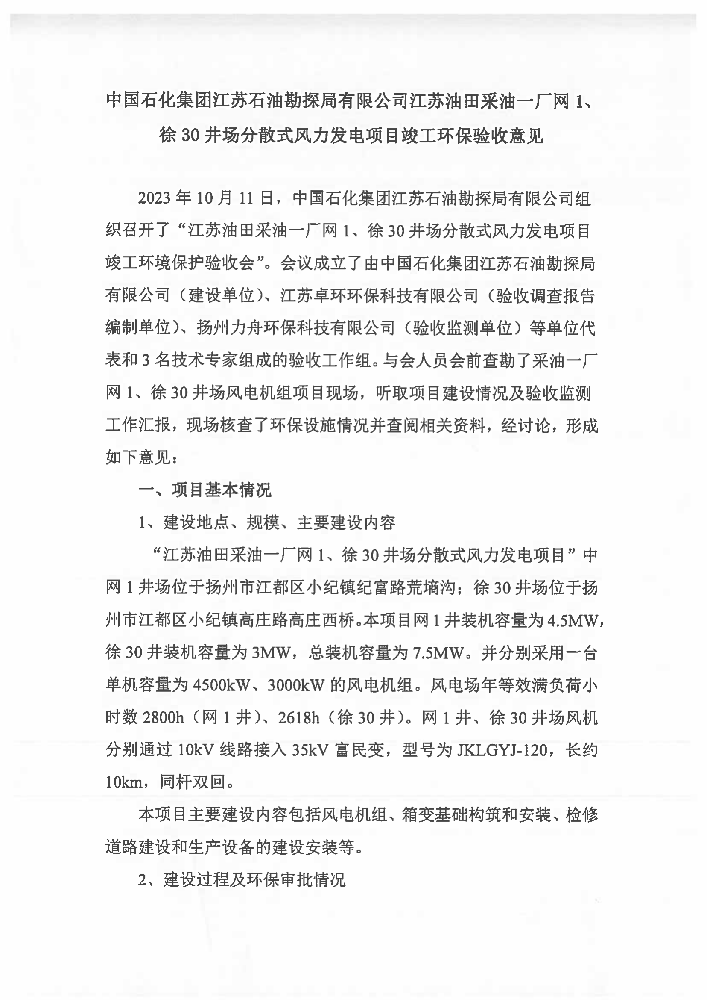 中国石化集团江苏石油勘探局有限公司江苏油田采油一厂网 1、
徐 30 井场分散式风力发电项目竣工环保验收意见
2023 年 10 月 11 日，中国石化集团江苏石油勘探局有限公司组
织召开了“江苏油田采油一厂网 1、徐 30 井场分散式风力发电项目
竣工环境保护验收会”。会议成立了由中国石化集团江苏石油勘探局
有限公司（建设单位）、江苏卓环环保科技有限公司（验收调查报告
编制单位）、扬州力舟环保科技有限公司（验收监测单位）等单位代
表和 3 名技术专家组成的验收工作组。与会人员会前查勘了采油一厂
网 1、徐 30 井场风电机组项目现场，听取项目建设情况及验收监测
工作汇报，现场核查了环保设施情况并查阅相关资料，经讨论，形成
如下意见：
一、项目基本情况
1、建设地点、规模、主要建设内容
“江苏油田采油一厂网 1、徐 30 井场分散式风力发电项目”中
网 1 井场位于扬州市江都区小纪镇纪富路荒墒沟；徐 30 井场位于扬
州市江都区小纪镇高庄路高庄西桥。本项目网 1 井装机容量为 4.5MW，
徐 30 井装机容量为 3MW，总装机容量为 7.5MW。并分别采用一台
单机容量为 4500kW、3000kW 的风电机组。风电场年等效满负荷小
时数 2800h（网 1 井）、2618h（徐 30 井）。网 1 井、徐 30 井场风机
分别通过 10kV 线路接入 35kV 富民变，型号为 JKLGYJ-120，长约
10km，同杆双回。
本项目主要建设内容包括风电机组、箱变基础构筑和安装、检修
道路建设和生产设备的建设安装等。
2、建设过程及环保审批情况